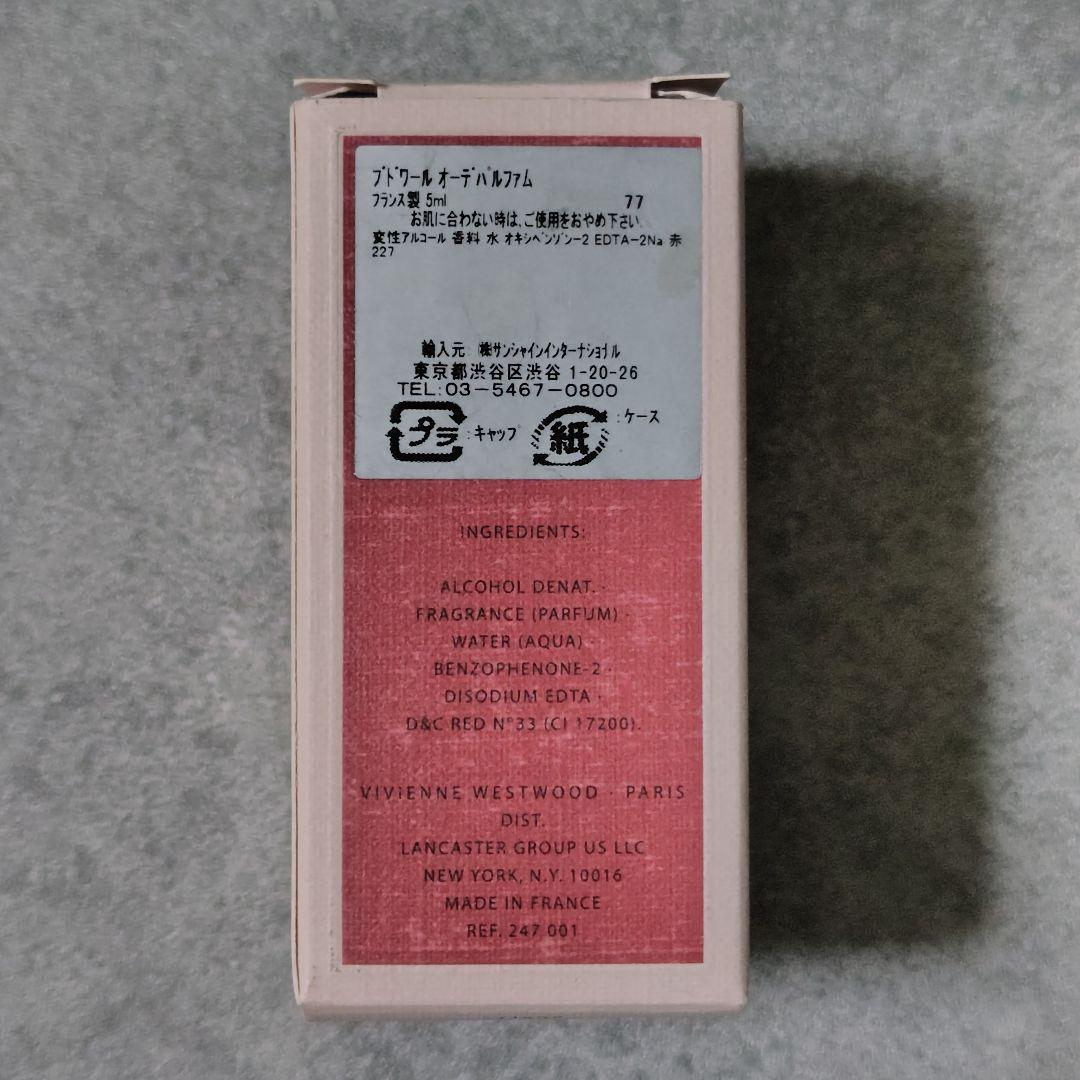 ブドワール オーデパルファム
フランス製 5ml 77
お肌に合わない時は、ご使用をおやめ下さい。
変性アルコール 香料 水 オキシベンゾン-2 EDTA-2Na 赤
227
輸入元 ㈱サンシャインインターナショナル
東京都渋谷区渋谷 1-20-26
TEL:03-5467-0800
プラ :キャップ 紙 :ケース
INGREDIENTS:
ALCOHOL DENAT. ·
FRAGRANCE (PARFUM) ·
WATER (AQUA) ·
BENZOPHENONE-2 ·
DISODIUM EDTA ·
D&C RED N°33 (CI 17200).
VIVIENNE WESTWOOD · PARIS
DIST.
LANCASTER GROUP US LLC
NEW YORK, N.Y. 10016
MADE IN FRANCE
REF. 247 001